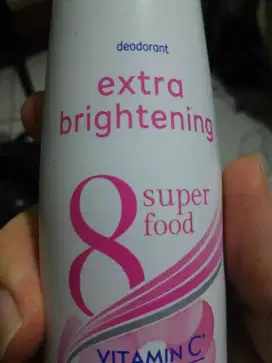 deodorant
extra
brightening
8 super
food
VITAMIN C*